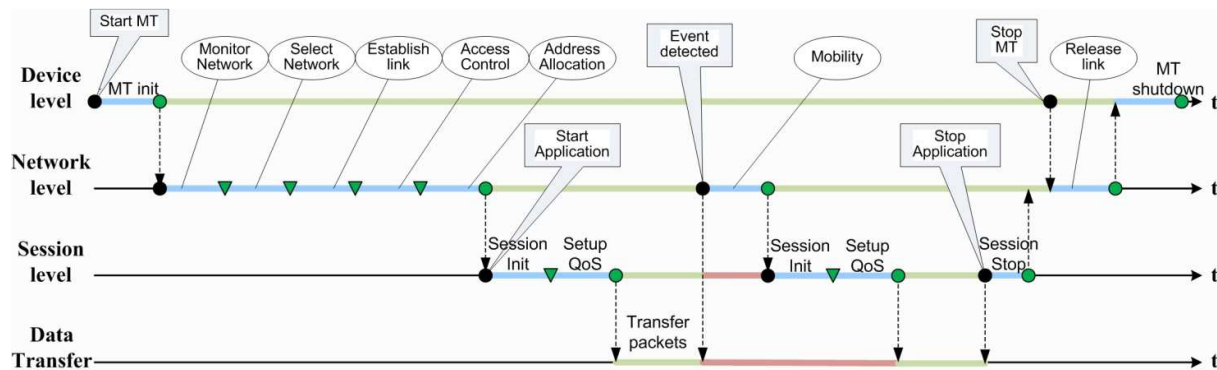 Start MT
Monitor
Network
Select
Network
Establish
link
Access
Control
Address
Allocation
Event
detected
Mobility
Stop
MT
Release
link
Device
level
MT init
MT
shutdown
t
Start
Application
Stop
Application
Network
level
t
Session
level
Session
Init
Setup
QoS
Session
Init
Setup
QoS
Session
Stop
t
Data
Transfer
Transfer
packets
t